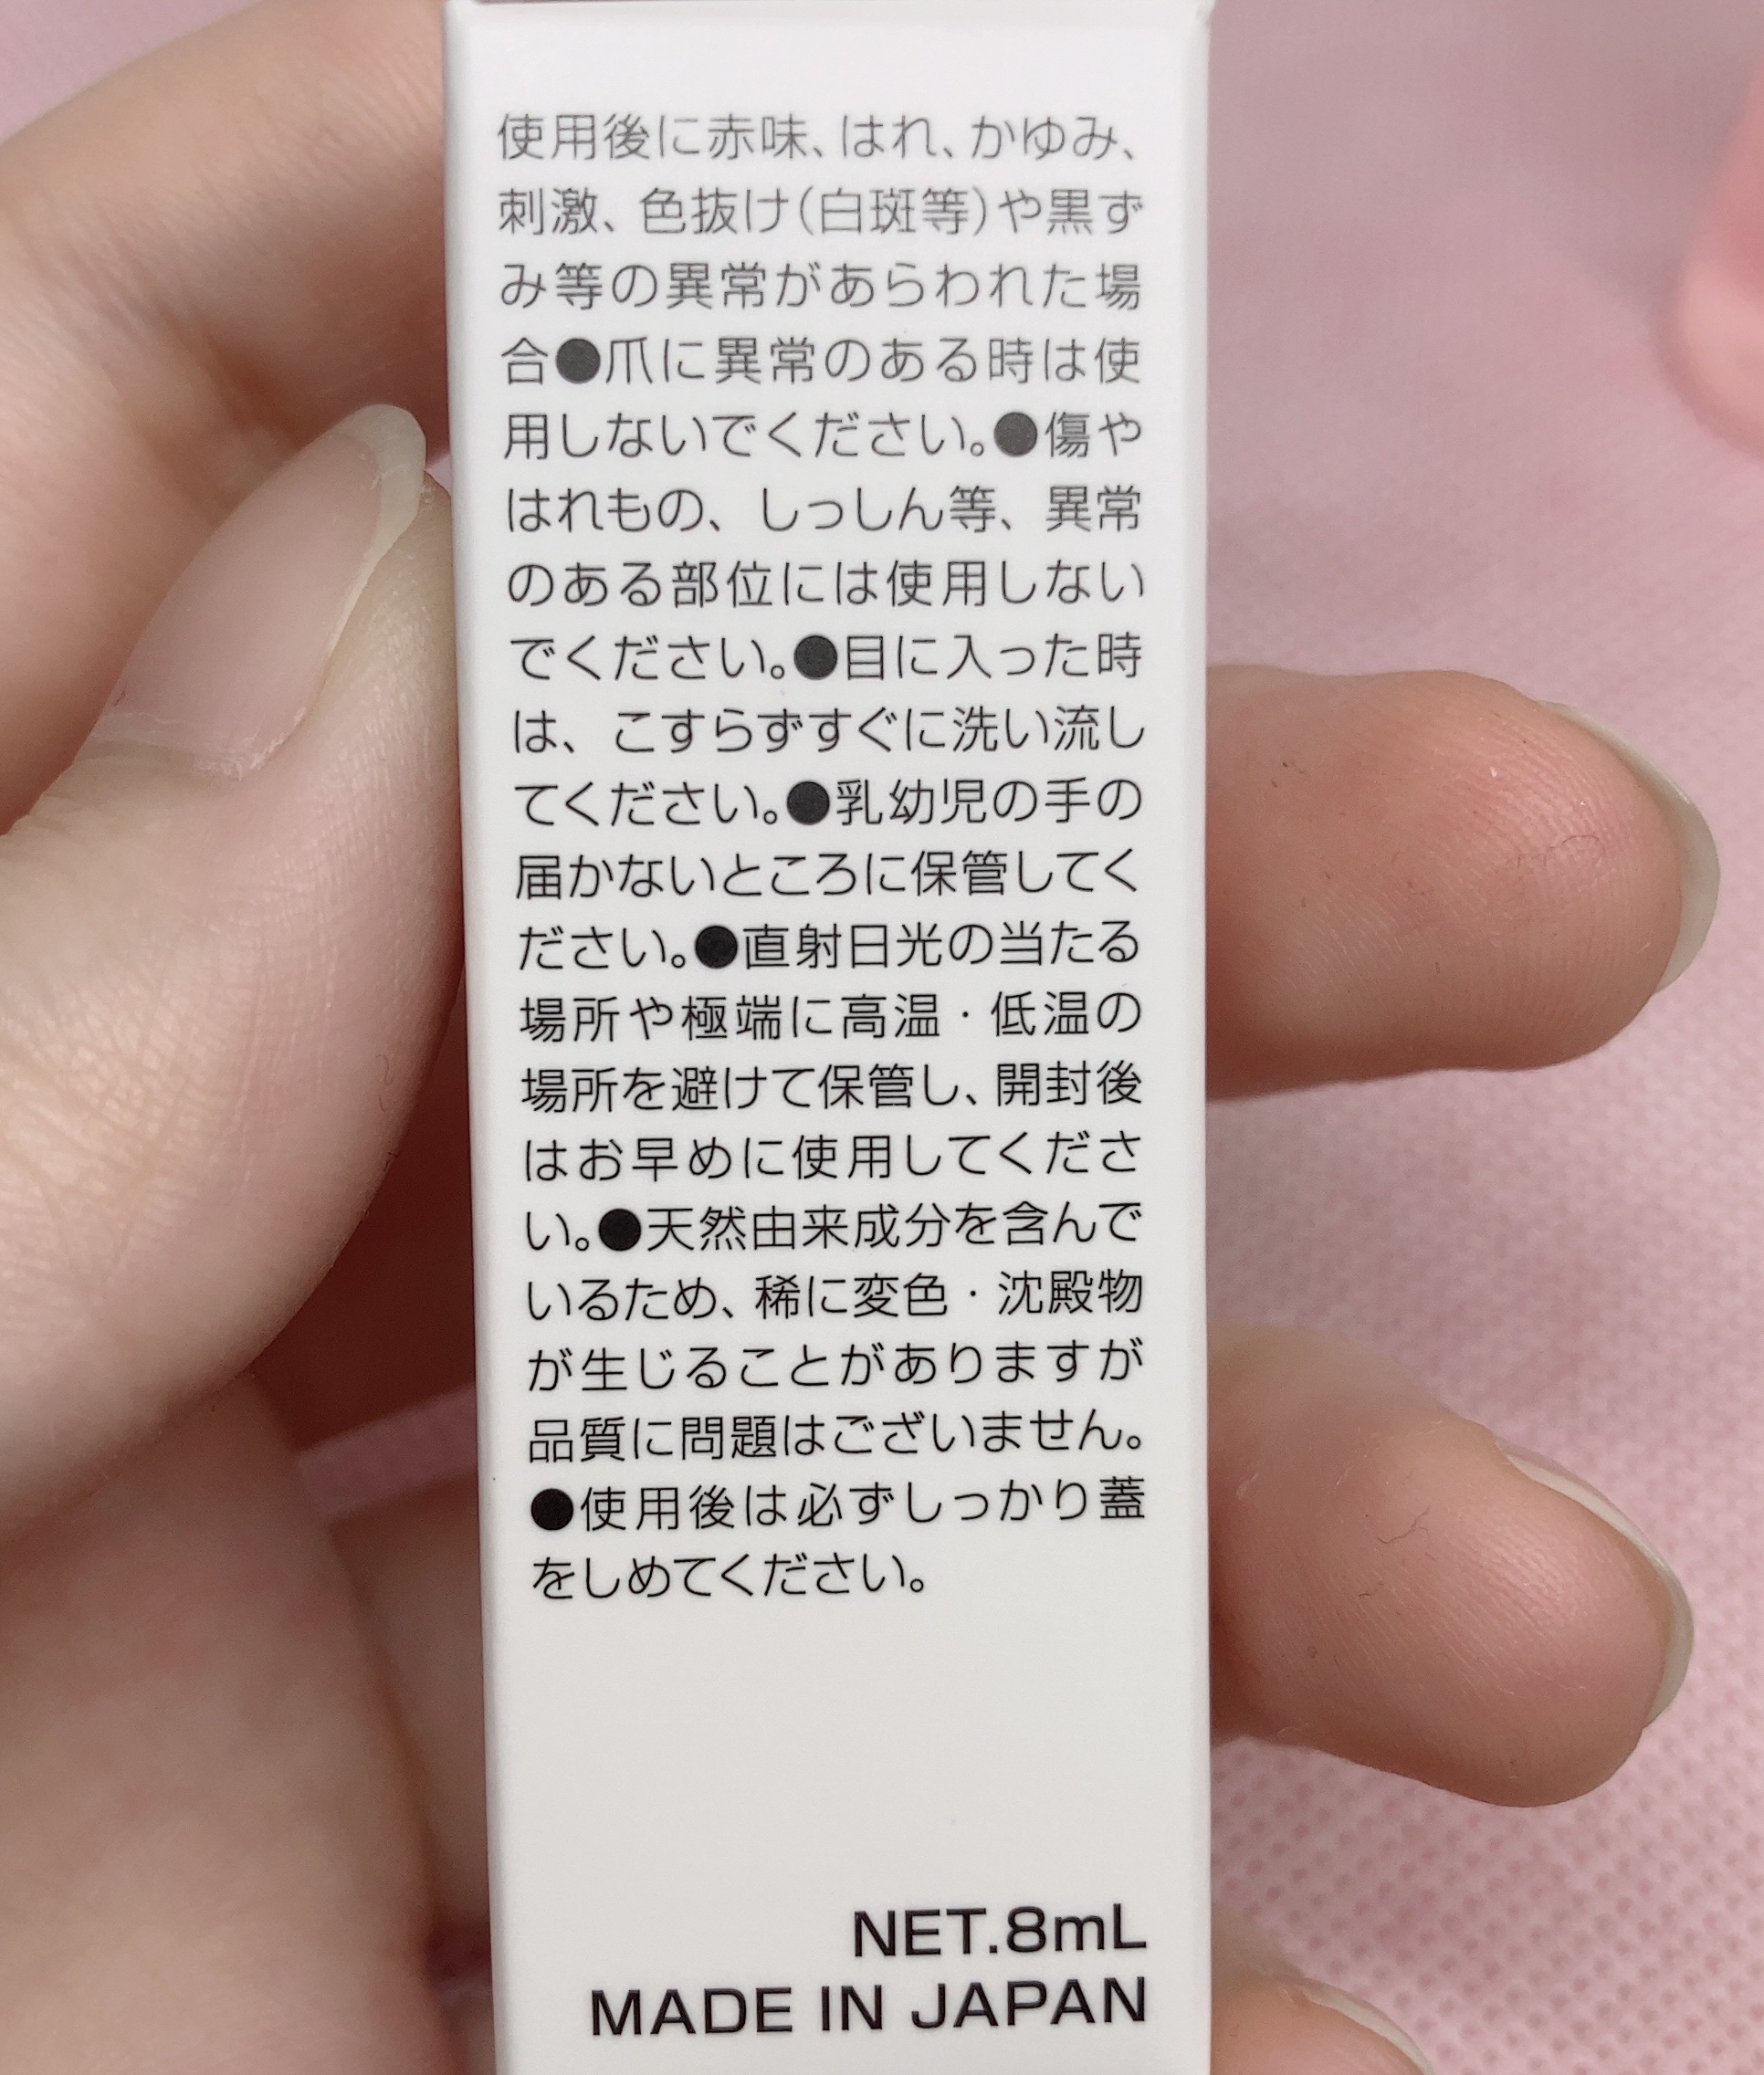 使用後に赤味、はれ、かゆみ、
刺激、色抜け(白斑等)や黒ず
み等の異常があらわれた場
合●爪に異常のある時は使
用しないでください。●傷や
はれもの、しっしん等、異常
のある部位には使用しない
でください。●目に入った時
は、こすらずすぐに洗い流し
てください。●乳幼児の手の
届かないところに保管してく
ださい。●直射日光の当たる
場所や極端に高温・低温の
場所を避けて保管し、開封後
はお早めに使用してくださ
い。●天然由来成分を含んで
いるため、稀に変色・沈殿物
が生じることがありますが
品質に問題はございません。
●使用後は必ずしっかり蓋
をしめてください。
NET.8mL
MADE IN JAPAN